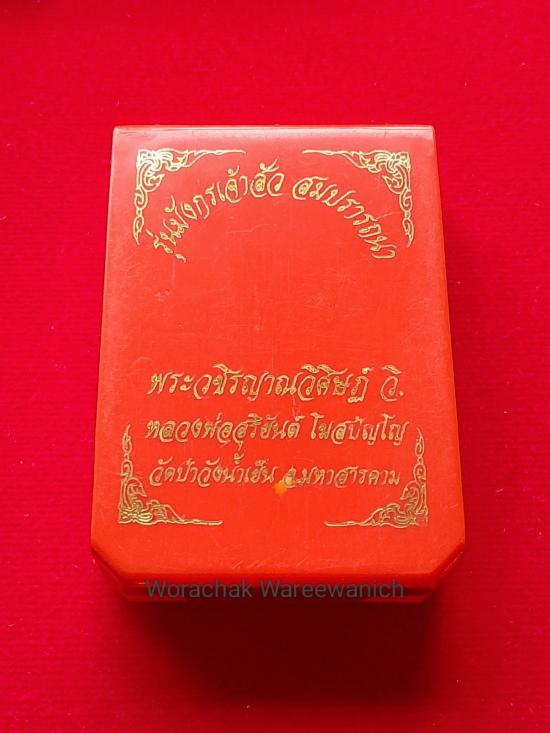 รุ่นมังกรเจ้าสัว สมปรารถนา
พระวชิรญาณวิศิษฏ์ วิ.
หลวงพ่อสุริยันต์ โฆสปัญโญ
วัดป่าวังน้ำเย็น จ.มหาสารคาม
Worachak Wareewanich